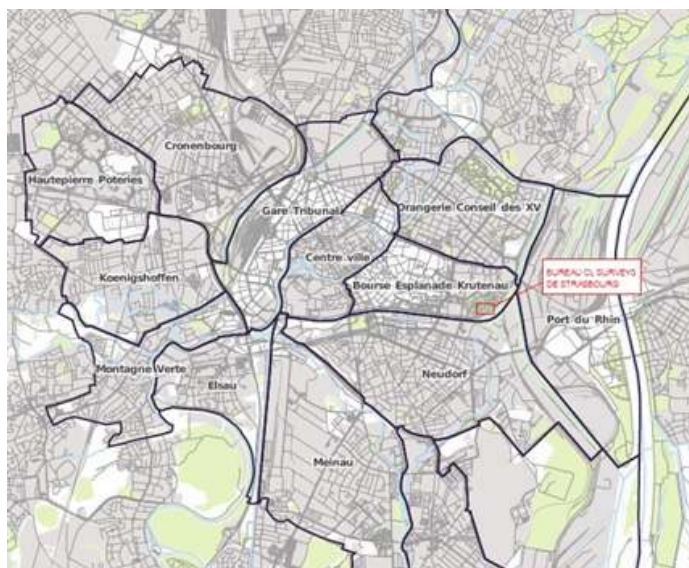 Cronenbourg
Hautepierre Poteries
Gare Tribunal
Orangerie Conseil des XV
Centre ville
Koenigshoffen
Bourse Esplanade Krutenau
BUREAU CL SURVEYS
DE STRASBOURG
Port du Rhin
Montagne Verte
Elsau
Neudorf
Meinau